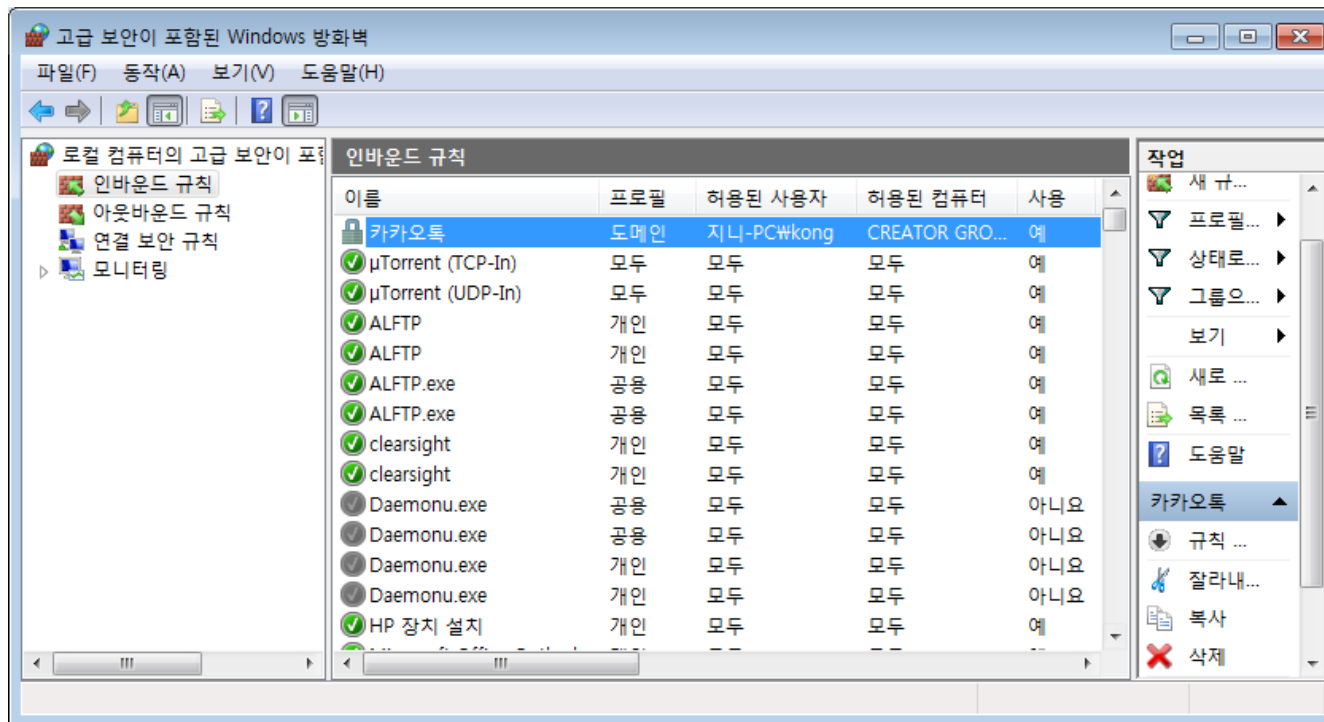 고급 보안이 포함된 Windows 방화벽
파일(F) 동작(A) 보기(V) 도움말(H)
로컬 컴퓨터의 고급 보안이 포함
인바운드 규칙
아웃바운드 규칙
연결 보안 규칙
모니터링
인바운드 규칙
이름 프로필 허용된 사용자 허용된 컴퓨터 사용
카카오톡 도메인 지니-PC₩kong CREATOR GRO... 예
µTorrent (TCP-In) 모두 모두 모두 예
µTorrent (UDP-In) 모두 모두 모두 예
ALFTP 개인 모두 모두 예
ALFTP 개인 모두 모두 예
ALFTP.exe 공용 모두 모두 예
ALFTP.exe 공용 모두 모두 예
clearsight 개인 모두 모두 예
clearsight 개인 모두 모두 예
Daemonu.exe 공용 모두 모두 아니요
Daemonu.exe 공용 모두 모두 아니요
Daemonu.exe 개인 모두 모두 아니요
Daemonu.exe 개인 모두 모두 아니요
HP 장치 설치 개인 모두 모두 예
작업
새 규...
프로필...
상태로...
그룹으...
보기
새로 ...
목록 ...
도움말
카카오톡
규칙 ...
잘라내...
복사
삭제